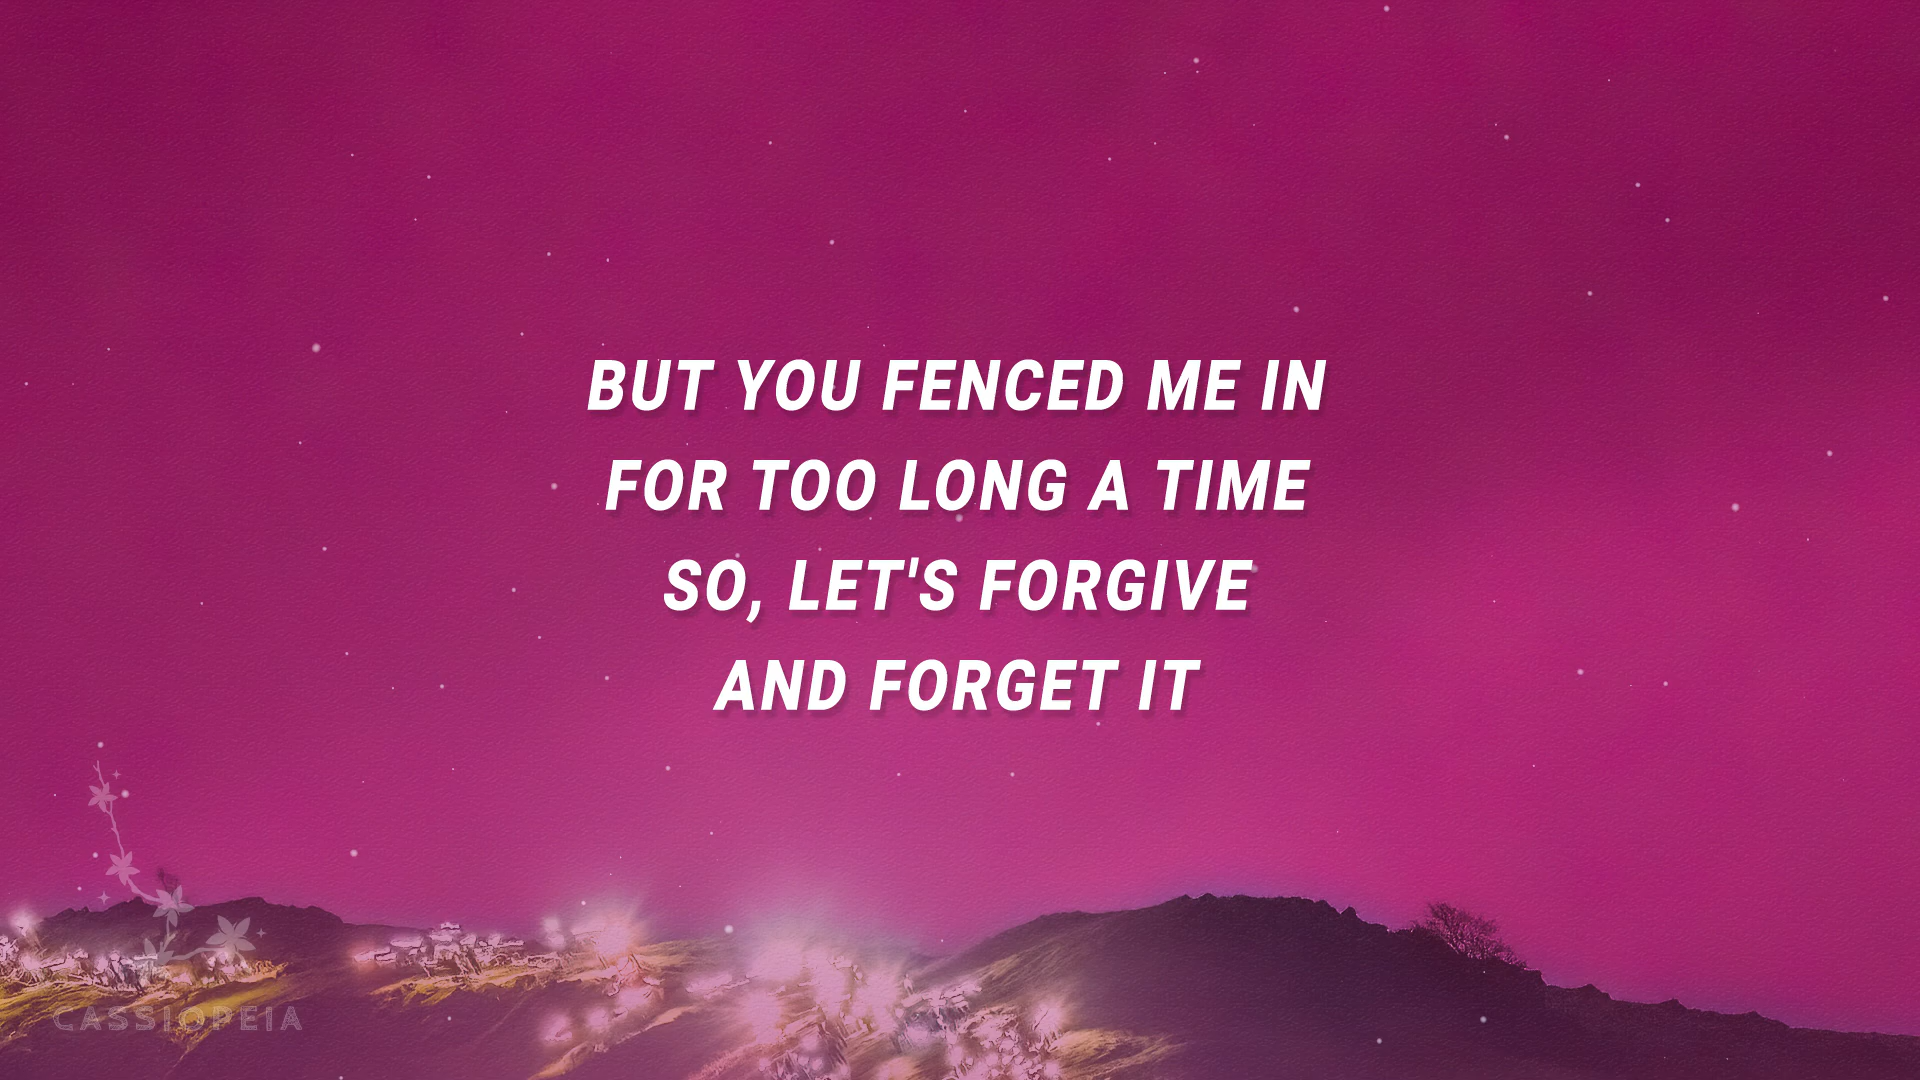 BUT YOU FENCED ME IN
FOR TOO LONG A TIME
SO, LET'S FORGIVE
AND FORGET IT
CASSIOPEIA